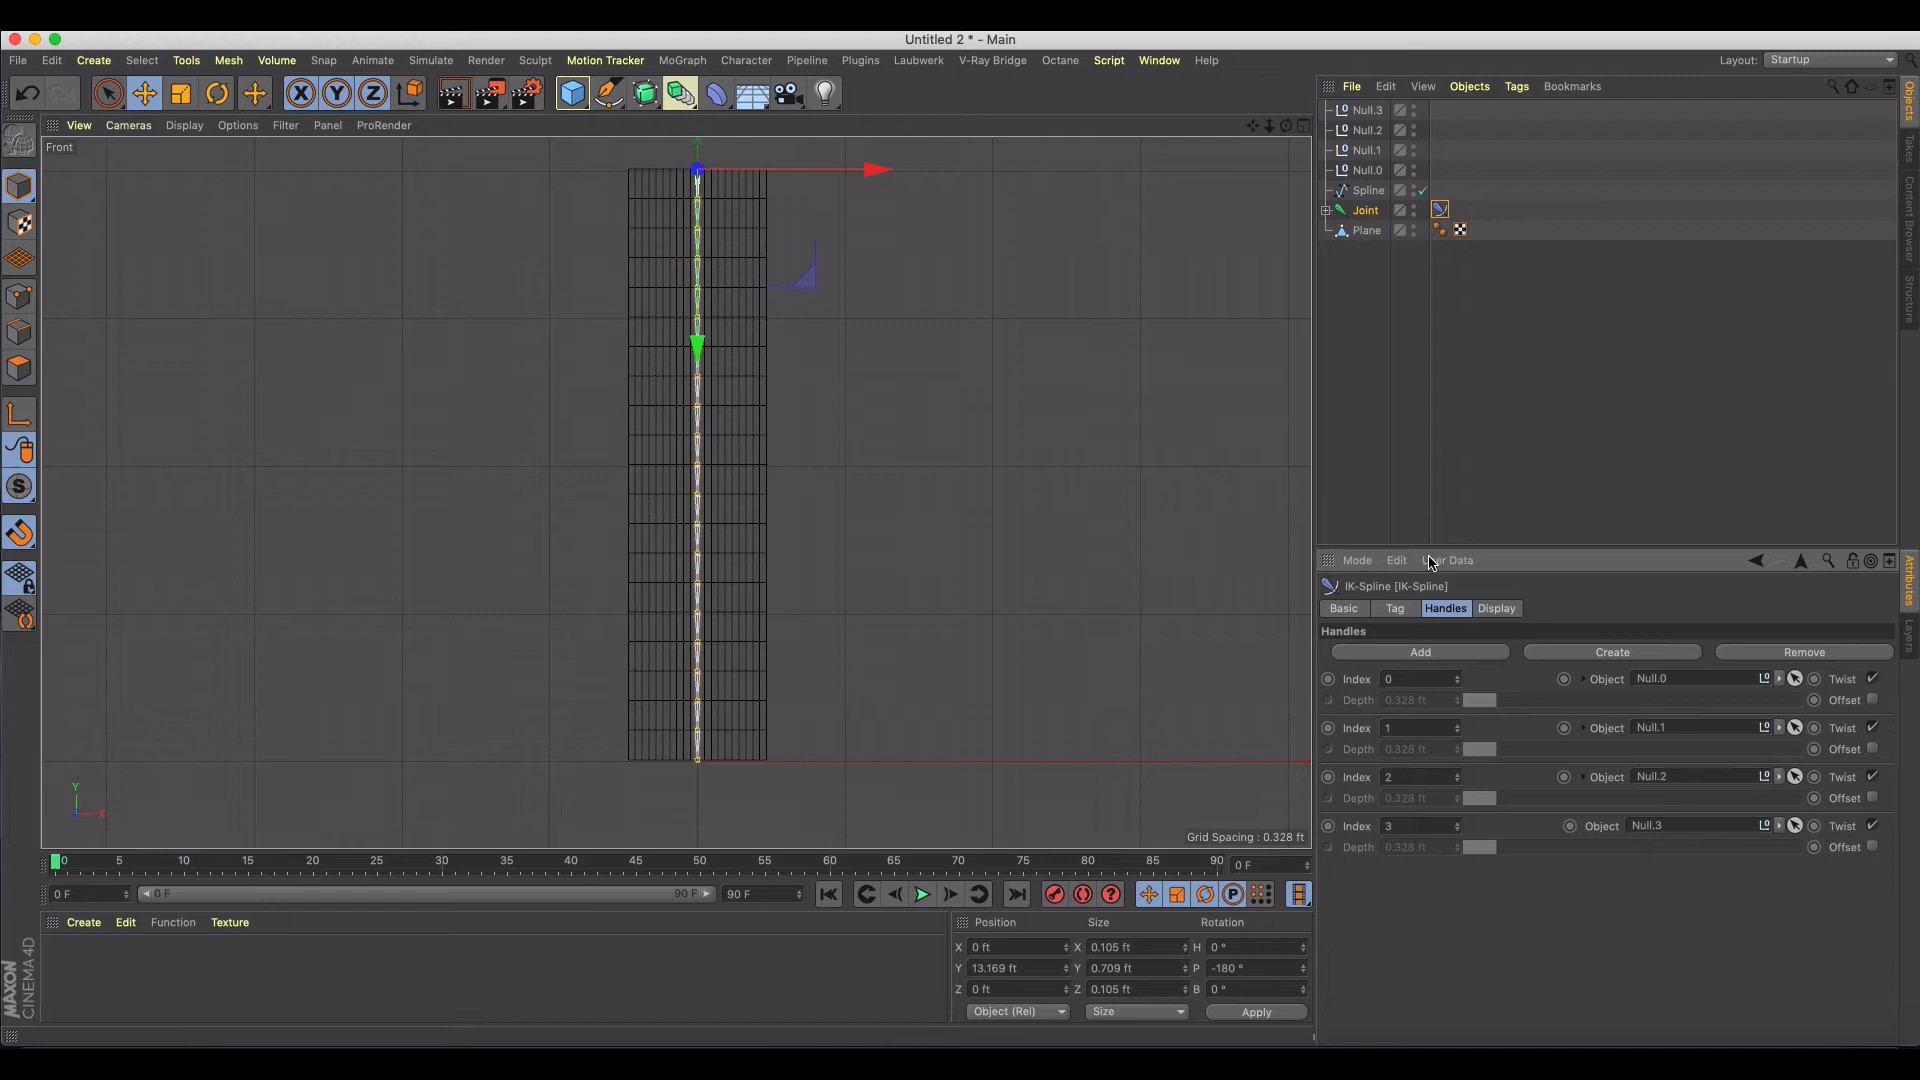 Untitled 2 * - Main
File Edit Create Select Tools Mesh Volume Snap Animate Simulate Render Sculpt Motion Tracker MoGraph Character Pipeline Plugins Laubwerk V-Ray Bridge Octane Script Window Help
Layout: Startup
X Y Z
View Cameras Display Options Filter Panel ProRender
Front
Grid Spacing : 0.328 ft
Y
X
S
0 5 10 15 20 25 30 35 40 45 50 55 60 65 70 75 80 85 90
0 F
0 F 0 F 90 F 90 F
P
Create Edit Function Texture
MAXON
CINEMA 4D
Position Size Rotation
X 0 ft X 0.105 ft H 0 °
Y 13.169 ft Y 0.709 ft P -180 °
Z 0 ft Z 0.105 ft B 0 °
Object (Rel) Size Apply
File Edit View Objects Tags Bookmarks
Null.3
Null.2
Null.1
Null.0
Spline
Joint
Plane
Objects
Takes
Content Browser
Structure
Mode Edit User Data
IK-Spline [IK-Spline]
Basic Tag Handles Display
Handles
Add Create Remove
Index 0 Object Null.0 Twist
Depth 0.328 ft Offset
Index 1 Object Null.1 Twist
Depth 0.328 ft Offset
Index 2 Object Null.2 Twist
Depth 0.328 ft Offset
Index 3 Object Null.3 Twist
Depth 0.328 ft Offset
Attributes
Layers